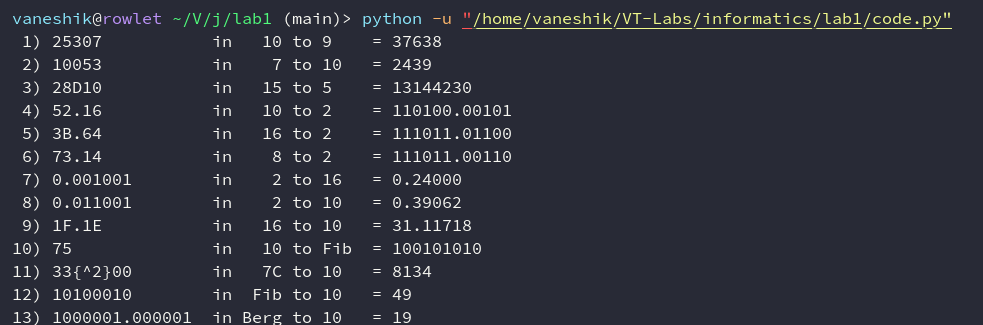 vaneshik@rowlet ~/V/j/lab1 (main)> python -u "/home/vaneshik/VT-Labs/informatics/lab1/code.py"
 1) 25307           in   10 to 9    = 37638
 2) 10053           in    7 to 10   = 2439
 3) 28D10           in   15 to 5    = 13144230
 4) 52.16           in   10 to 2    = 110100.00101
 5) 3B.64           in   16 to 2    = 111011.01100
 6) 73.14           in    8 to 2    = 111011.00110
 7) 0.001001        in    2 to 16   = 0.24000
 8) 0.011001        in    2 to 10   = 0.39062
 9) 1F.1E           in   16 to 10   = 31.11718
10) 75              in   10 to Fib  = 100101010
11) 33{^2}00        in   7C to 10   = 8134
12) 10100010        in  Fib to 10   = 49
13) 1000001.000001  in Berg to 10   = 19